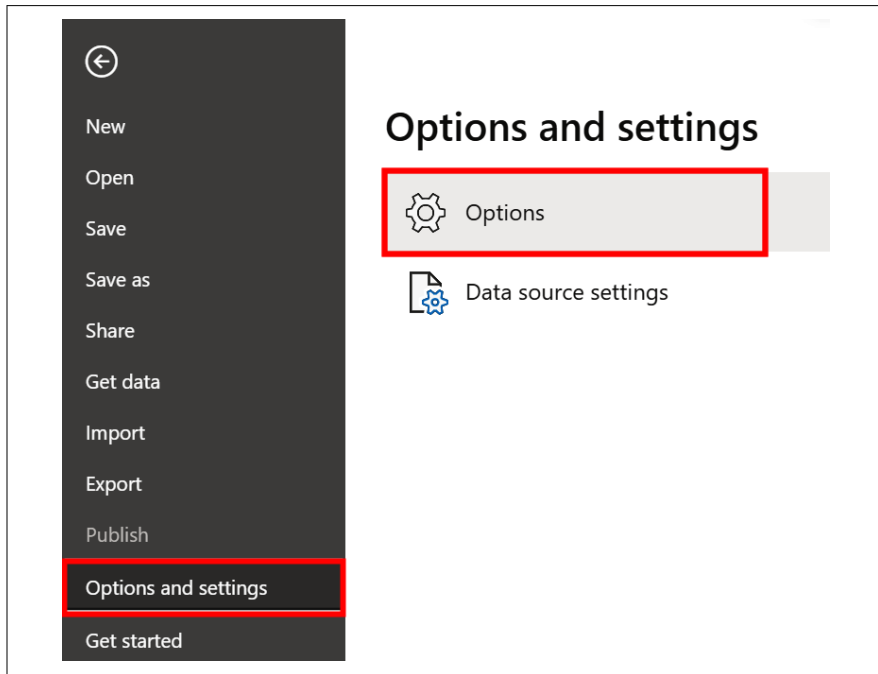 New
Open
Save
Save as
Share
Get data
Import
Export
Publish
Options and settings
Get started
Options and settings
Options
Data source settings